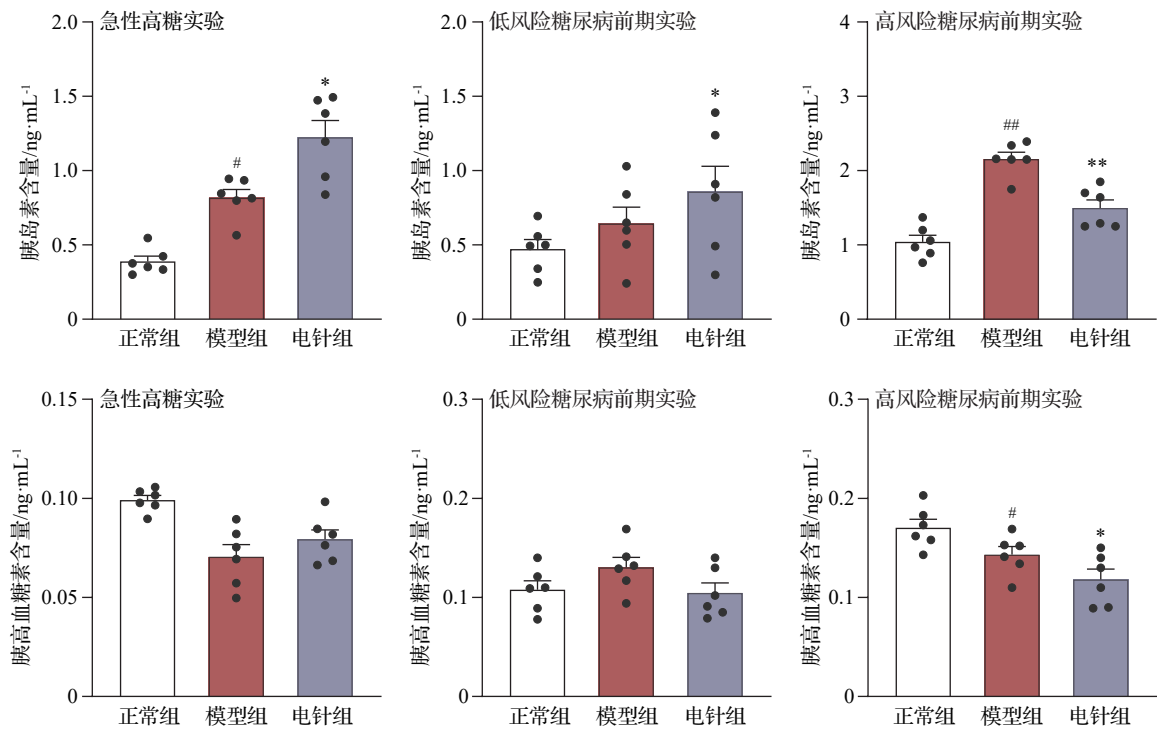 急性高糖实验
胰岛素含量/ng·mL-1
2.0
1.5
1.0
0.5
0
#
*
正常组 模型组 电针组
低风险糖尿病前期实验
胰岛素含量/ng·mL-1
2.0
1.5
1.0
0.5
0
*
正常组 模型组 电针组
高风险糖尿病前期实验
胰岛素含量/ng·mL-1
4
3
2
1
0
##
**
正常组 模型组 电针组
急性高糖实验
胰高血糖素含量/ng·mL-1
0.15
0.10
0.05
0
正常组 模型组 电针组
低风险糖尿病前期实验
胰高血糖素含量/ng·mL-1
0.3
0.2
0.1
0
正常组 模型组 电针组
高风险糖尿病前期实验
胰高血糖素含量/ng·mL-1
0.3
0.2
0.1
0
#
*
正常组 模型组 电针组